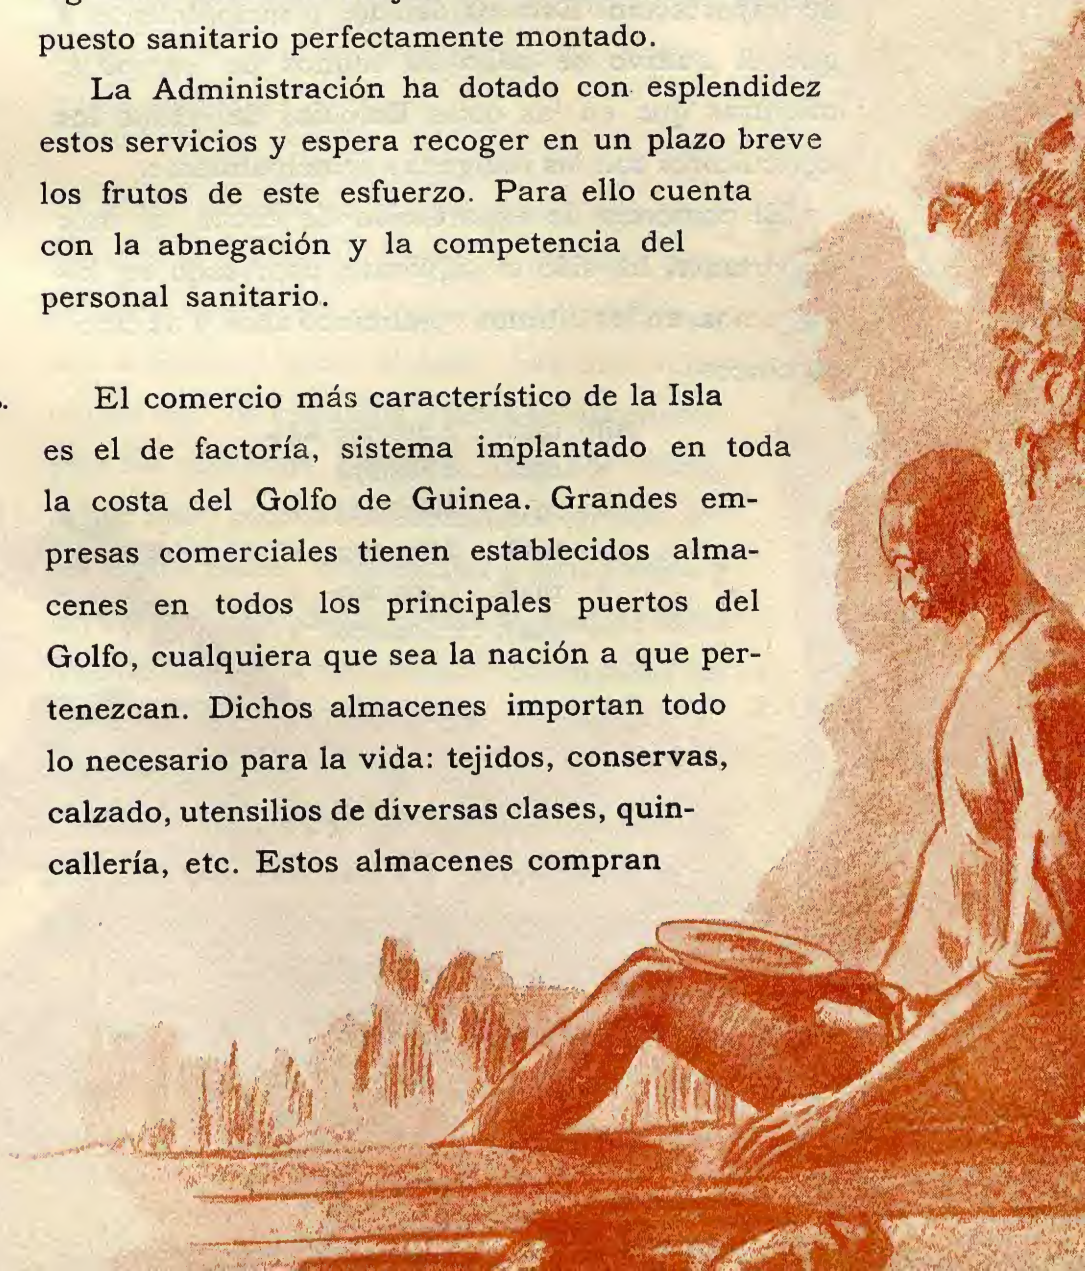 puesto sanitario perfectamente montado.
La Administración ha dotado con esplendidez
estos servicios y espera recoger en un plazo breve
los frutos de este esfuerzo. Para ello cuenta
con la abnegación y la competencia del
personal sanitario.
El comercio más característico de la Isla
es el de factoría, sistema implantado en toda
la costa del Golfo de Guinea. Grandes em-
presas comerciales tienen establecidos alma-
cenes en todos los principales puertos del
Golfo, cualquiera que sea la nación a que per-
tenezcan. Dichos almacenes importan todo
lo necesario para la vida: tejidos, conservas,
calzado, utensilios de diversas clases, quin-
callería, etc. Estos almacenes compran